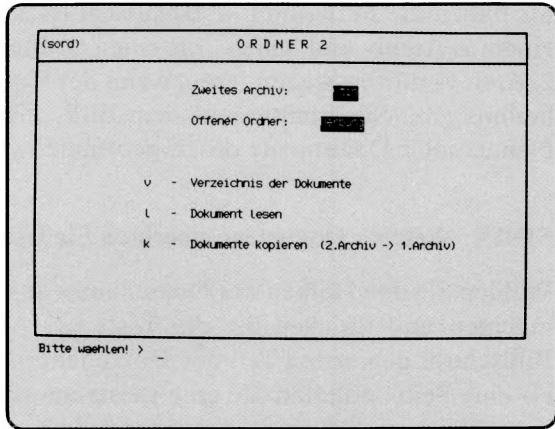 (sord) O R D N E R 2
Zweites Archiv:
Offener Ordner:
v - Verzeichnis der Dokumente
l - Dokument lesen
k - Dokumente kopieren (2.Archiv -> 1.Archiv)
Bitte waehlen! > _